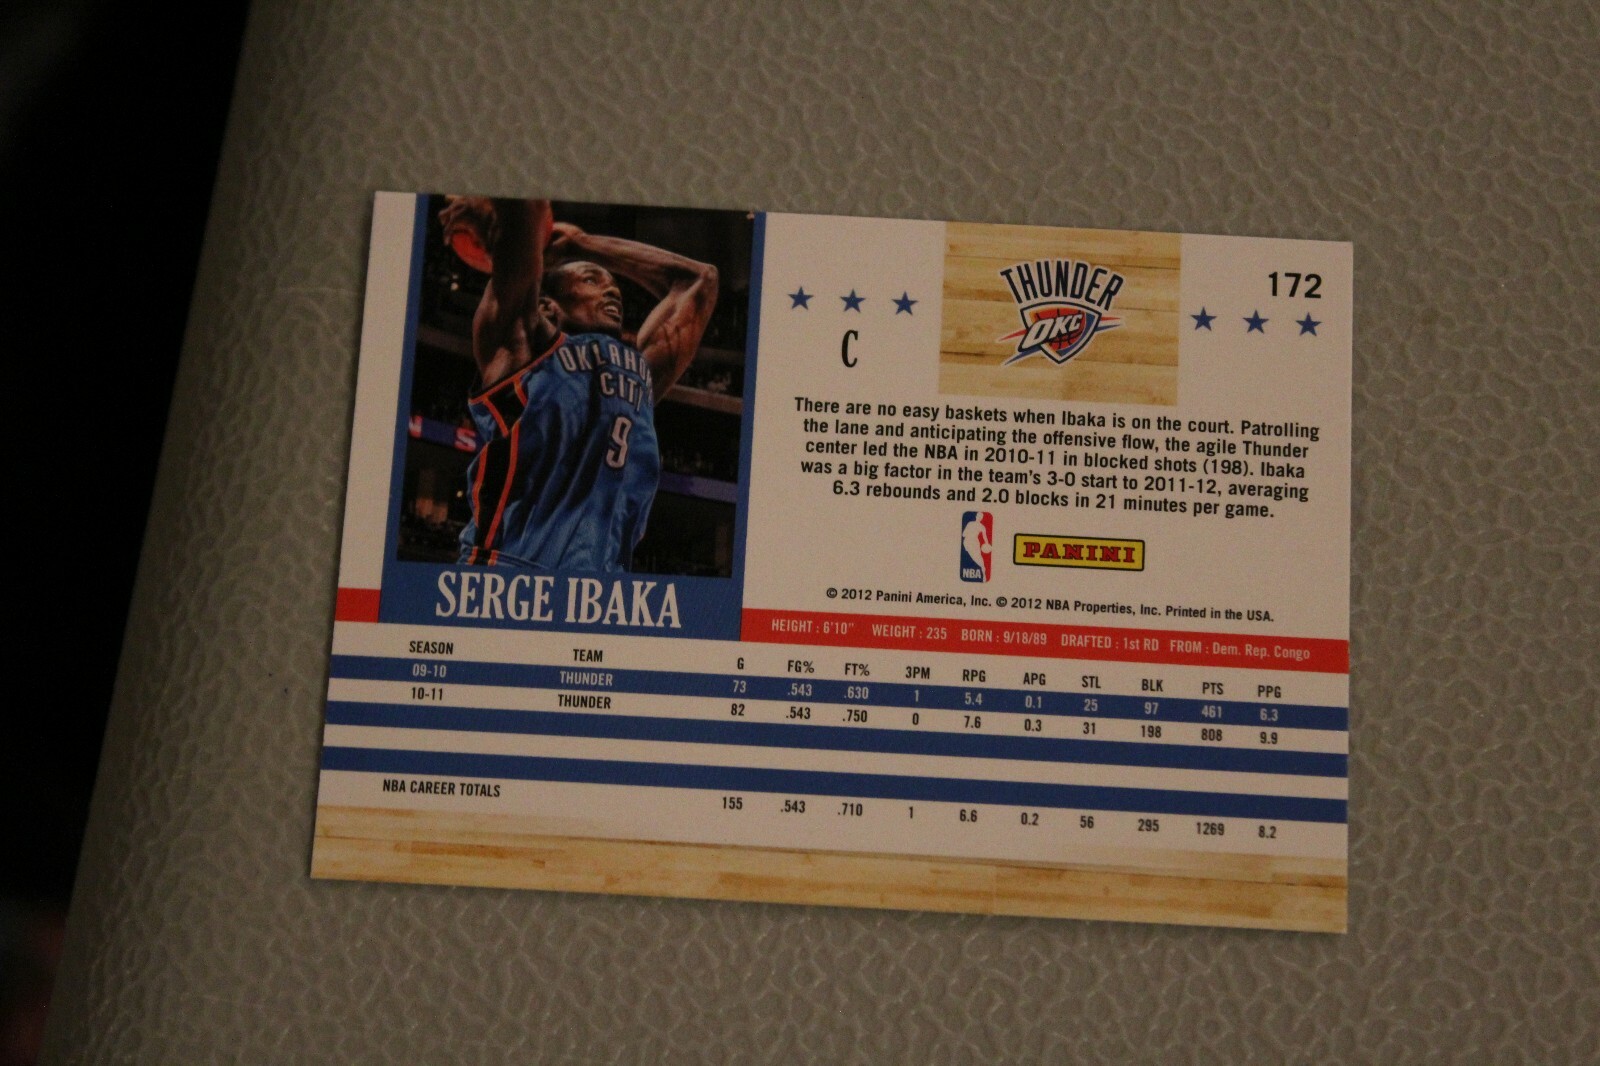 172
THUNDER
OKC
C
OKLAHO
CITY
9
There are no easy baskets when Ibaka is on the court. Patrolling
the lane and anticipating the offensive flow, the agile Thunder
center led the NBA in 2010-11 in blocked shots (198). Ibaka
was a big factor in the team's 3-0 start to 2011-12, averaging
6.3 rebounds and 2.0 blocks in 21 minutes per game.
NBA
PANINI
SERGE IBAKA
© 2012 Panini America, Inc. © 2012 NBA Properties, Inc. Printed in the USA.
HEIGHT : 6'10" WEIGHT : 235 BORN : 9/18/89 DRAFTED : 1st RD FROM : Dem. Rep. Congo
SEASON TEAM G FG% FT% 3PM RPG APG STL BLK PTS PPG
09-10 THUNDER 73 .543 .630 1 5.4 0.1 25 97 461 6.3
10-11 THUNDER 82 .543 .750 0 7.6 0.3 31 198 808 9.9
NBA CAREER TOTALS 155 .543 .710 1 6.6 0.2 56 295 1269 8.2